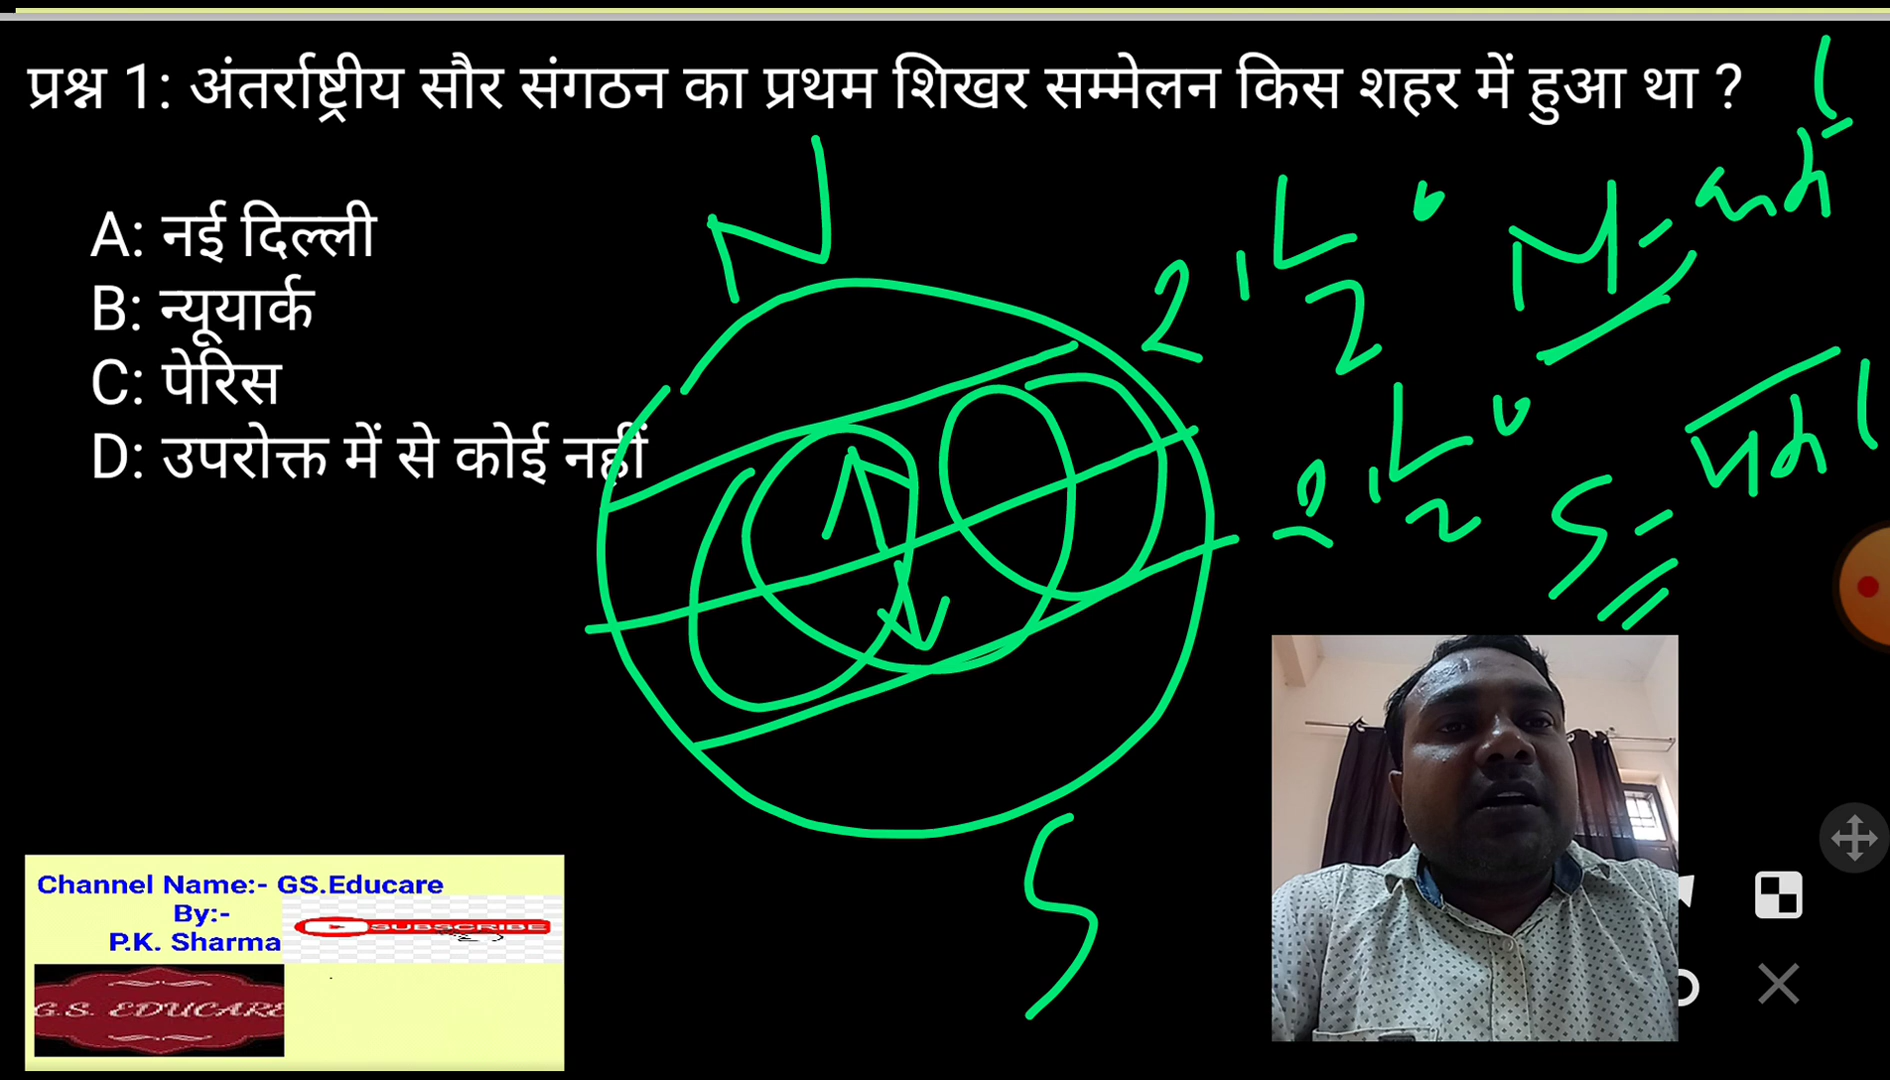 प्रश्न 1: अंतर्राष्ट्रीय सौर संगठन का प्रथम शिखर सम्मेलन किस शहर में हुआ था ?
A: नई दिल्ली
B: न्यूयार्क
C: पेरिस
D: उपरोक्त में से कोई नहीं
N
S
Channel Name:- GS.Educare
By:-
P.K. Sharma
SUBSCRIBE
G.S. EDUCARE